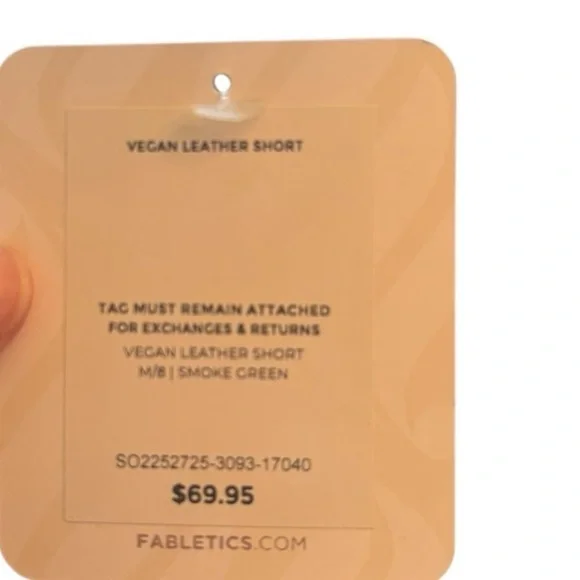 VEGAN LEATHER SHORT
TAG MUST REMAIN ATTACHED
FOR EXCHANGES & RETURNS
VEGAN LEATHER SHORT
M/8 | SMOKE GREEN
SO2252725-3093-17040
$69.95
FABLETICS.COM